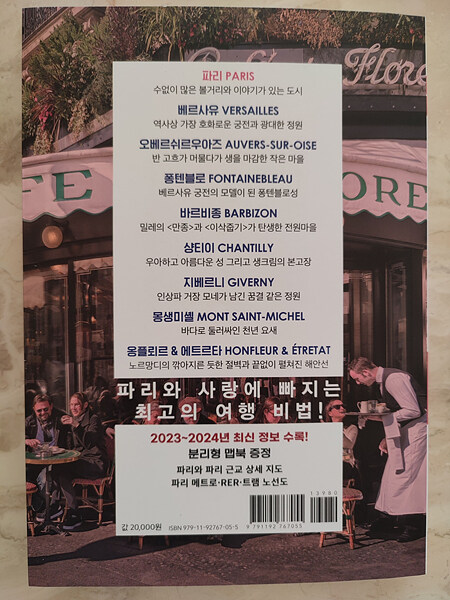 Café de Flore
FE
ORE
파리 PARIS
수없이 많은 볼거리와 이야기가 있는 도시
베르사유 VERSAILLES
역사상 가장 호화로운 궁전과 광대한 정원
오베르쉬르우아즈 AUVERS-SUR-OISE
반 고흐가 머물다가 생을 마감한 작은 마을
퐁텐블로 FONTAINEBLEAU
베르사유 궁전의 모델이 된 퐁텐블로성
바르비종 BARBIZON
밀레의 <만종>과 <이삭줍기>가 탄생한 전원마을
샹티이 CHANTILLY
우아하고 아름다운 성 그리고 생크림의 본고장
지베르니 GIVERNY
인상파 거장 모네가 남긴 꿈결 같은 정원
몽생미셸 MONT SAINT-MICHEL
바다로 둘러싸인 천년 요새
옹플뢰르 & 에트르타 HONFLEUR & ÉTRETAT
노르망디의 깎아지른 듯한 절벽과 끝없이 펼쳐진 해안선
파리와 사랑에 빠지는
최고의 여행 비법!
2023~2024년 최신 정보 수록!
분리형 맵북 증정
파리와 파리 근교 상세 지도
파리 메트로·RER·트램 노선도
13980
값 20,000원 ISBN 979-11-92767-05-5
9 791192 767055